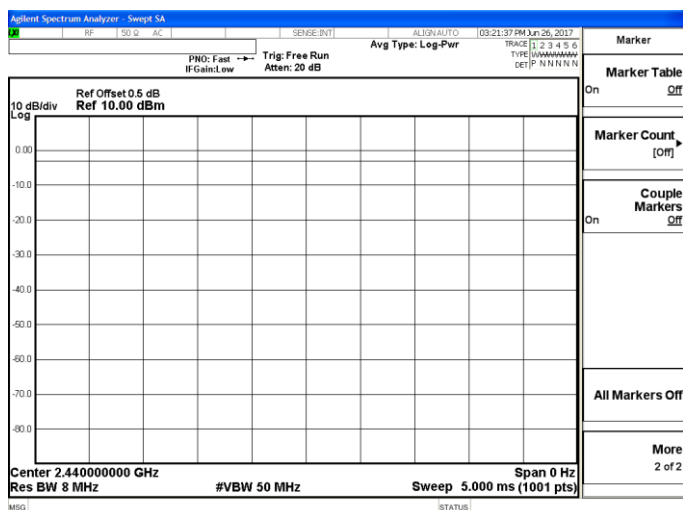 Agilent Spectrum Analyzer - Swept SA
RF 50 Ω AC SENSE:INT ALIGNAUTO 03:21:37 PM Jun 26, 2017
Avg Type: Log-Pwr TRACE 1 2 3 4 5 6
PNO: Fast Trig: Free Run TYPE
IFGain:Low Atten: 20 dB DET P N N N N N
Ref Offset 0.5 dB
10 dB/div Ref 10.00 dBm
Log
0.00
-10.0
-20.0
-30.0
-40.0
-50.0
-60.0
-70.0
-80.0
Center 2.440000000 GHz Span 0 Hz
Res BW 8 MHz #VBW 50 MHz Sweep 5.000 ms (1001 pts)
MSG STATUS
Marker
Marker Table
On Off
Marker Count
[Off]
Couple
Markers
On Off
All Markers Off
More
2 of 2